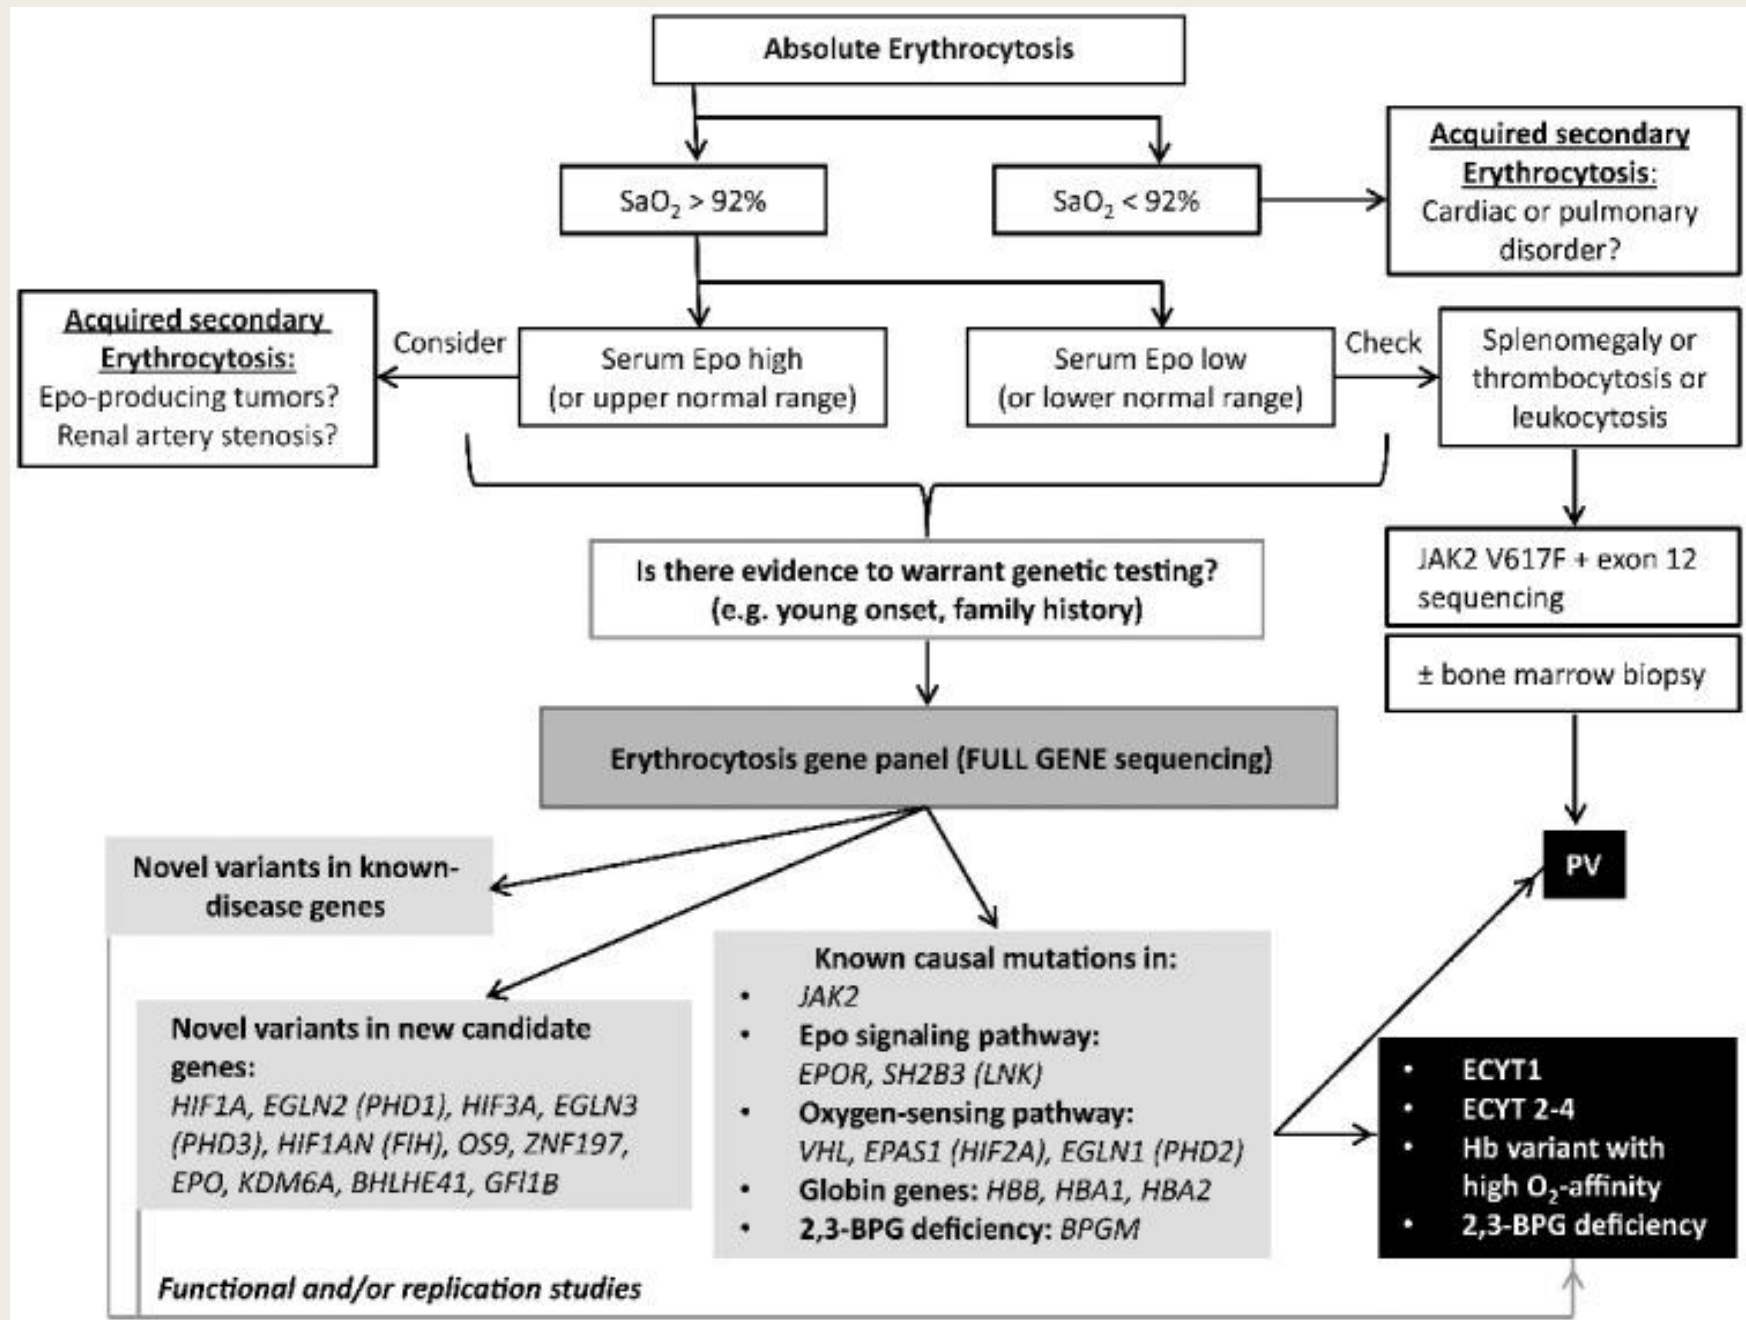 Absolute Erythrocytosis
SaO₂ > 92%
SaO₂ < 92%
Acquired secondary
Erythrocytosis:
Cardiac or pulmonary
disorder?
Acquired secondary
Erythrocytosis:
Epo-producing tumors?
Renal artery stenosis?
Consider
Serum Epo high
(or upper normal range)
Serum Epo low
(or lower normal range)
Check
Splenomegaly or
thrombocytosis or
leukocytosis
Is there evidence to warrant genetic testing?
(e.g. young onset, family history)
JAK2 V617F + exon 12
sequencing
± bone marrow biopsy
Erythrocytosis gene panel (FULL GENE sequencing)
PV
Novel variants in known-
disease genes
Novel variants in new candidate
genes:
HIF1A, EGLN2 (PHD1), HIF3A, EGLN3
(PHD3), HIF1AN (FIH), OS9, ZNF197,
EPO, KDM6A, BHLHE41, GFI1B
Known causal mutations in:
• JAK2
• Epo signaling pathway:
EPOR, SH2B3 (LNK)
• Oxygen-sensing pathway:
VHL, EPAS1 (HIF2A), EGLN1 (PHD2)
• Globin genes: HBB, HBA1, HBA2
• 2,3-BPG deficiency: BPGM
• ECYT1
• ECYT 2-4
• Hb variant with
high O₂-affinity
• 2,3-BPG deficiency
Functional and/or replication studies